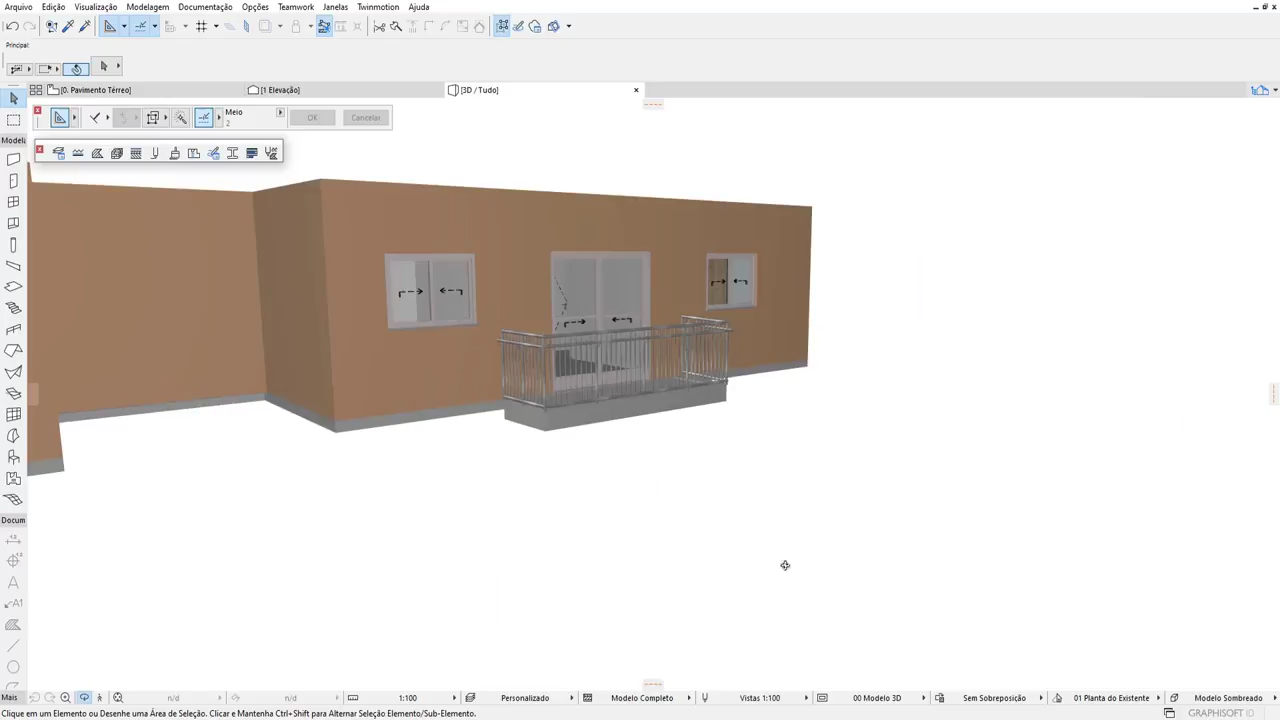 Arquivo Edição Visualização Modelagem Documentação Opções Teamwork Janelas Twinmotion Ajuda
Principal:
[0. Pavimento Térreo] [1 Elevação] [3D / Tudo]
Meio
2
OK Cancelar
Modeli
Docum
A
A1
Mais n/d n/d 1:100 Personalizado Modelo Completo Vistas 1:100 00 Modelo 3D Sem Sobreposição 01 Planta do Existente Modelo Sombreado
Clique em um Elemento ou Desenhe uma Área de Seleção. Clicar e Mantenha Ctrl+Shift para Alternar Seleção Elemento/Sub-Elemento. GRAPHISOFT ID